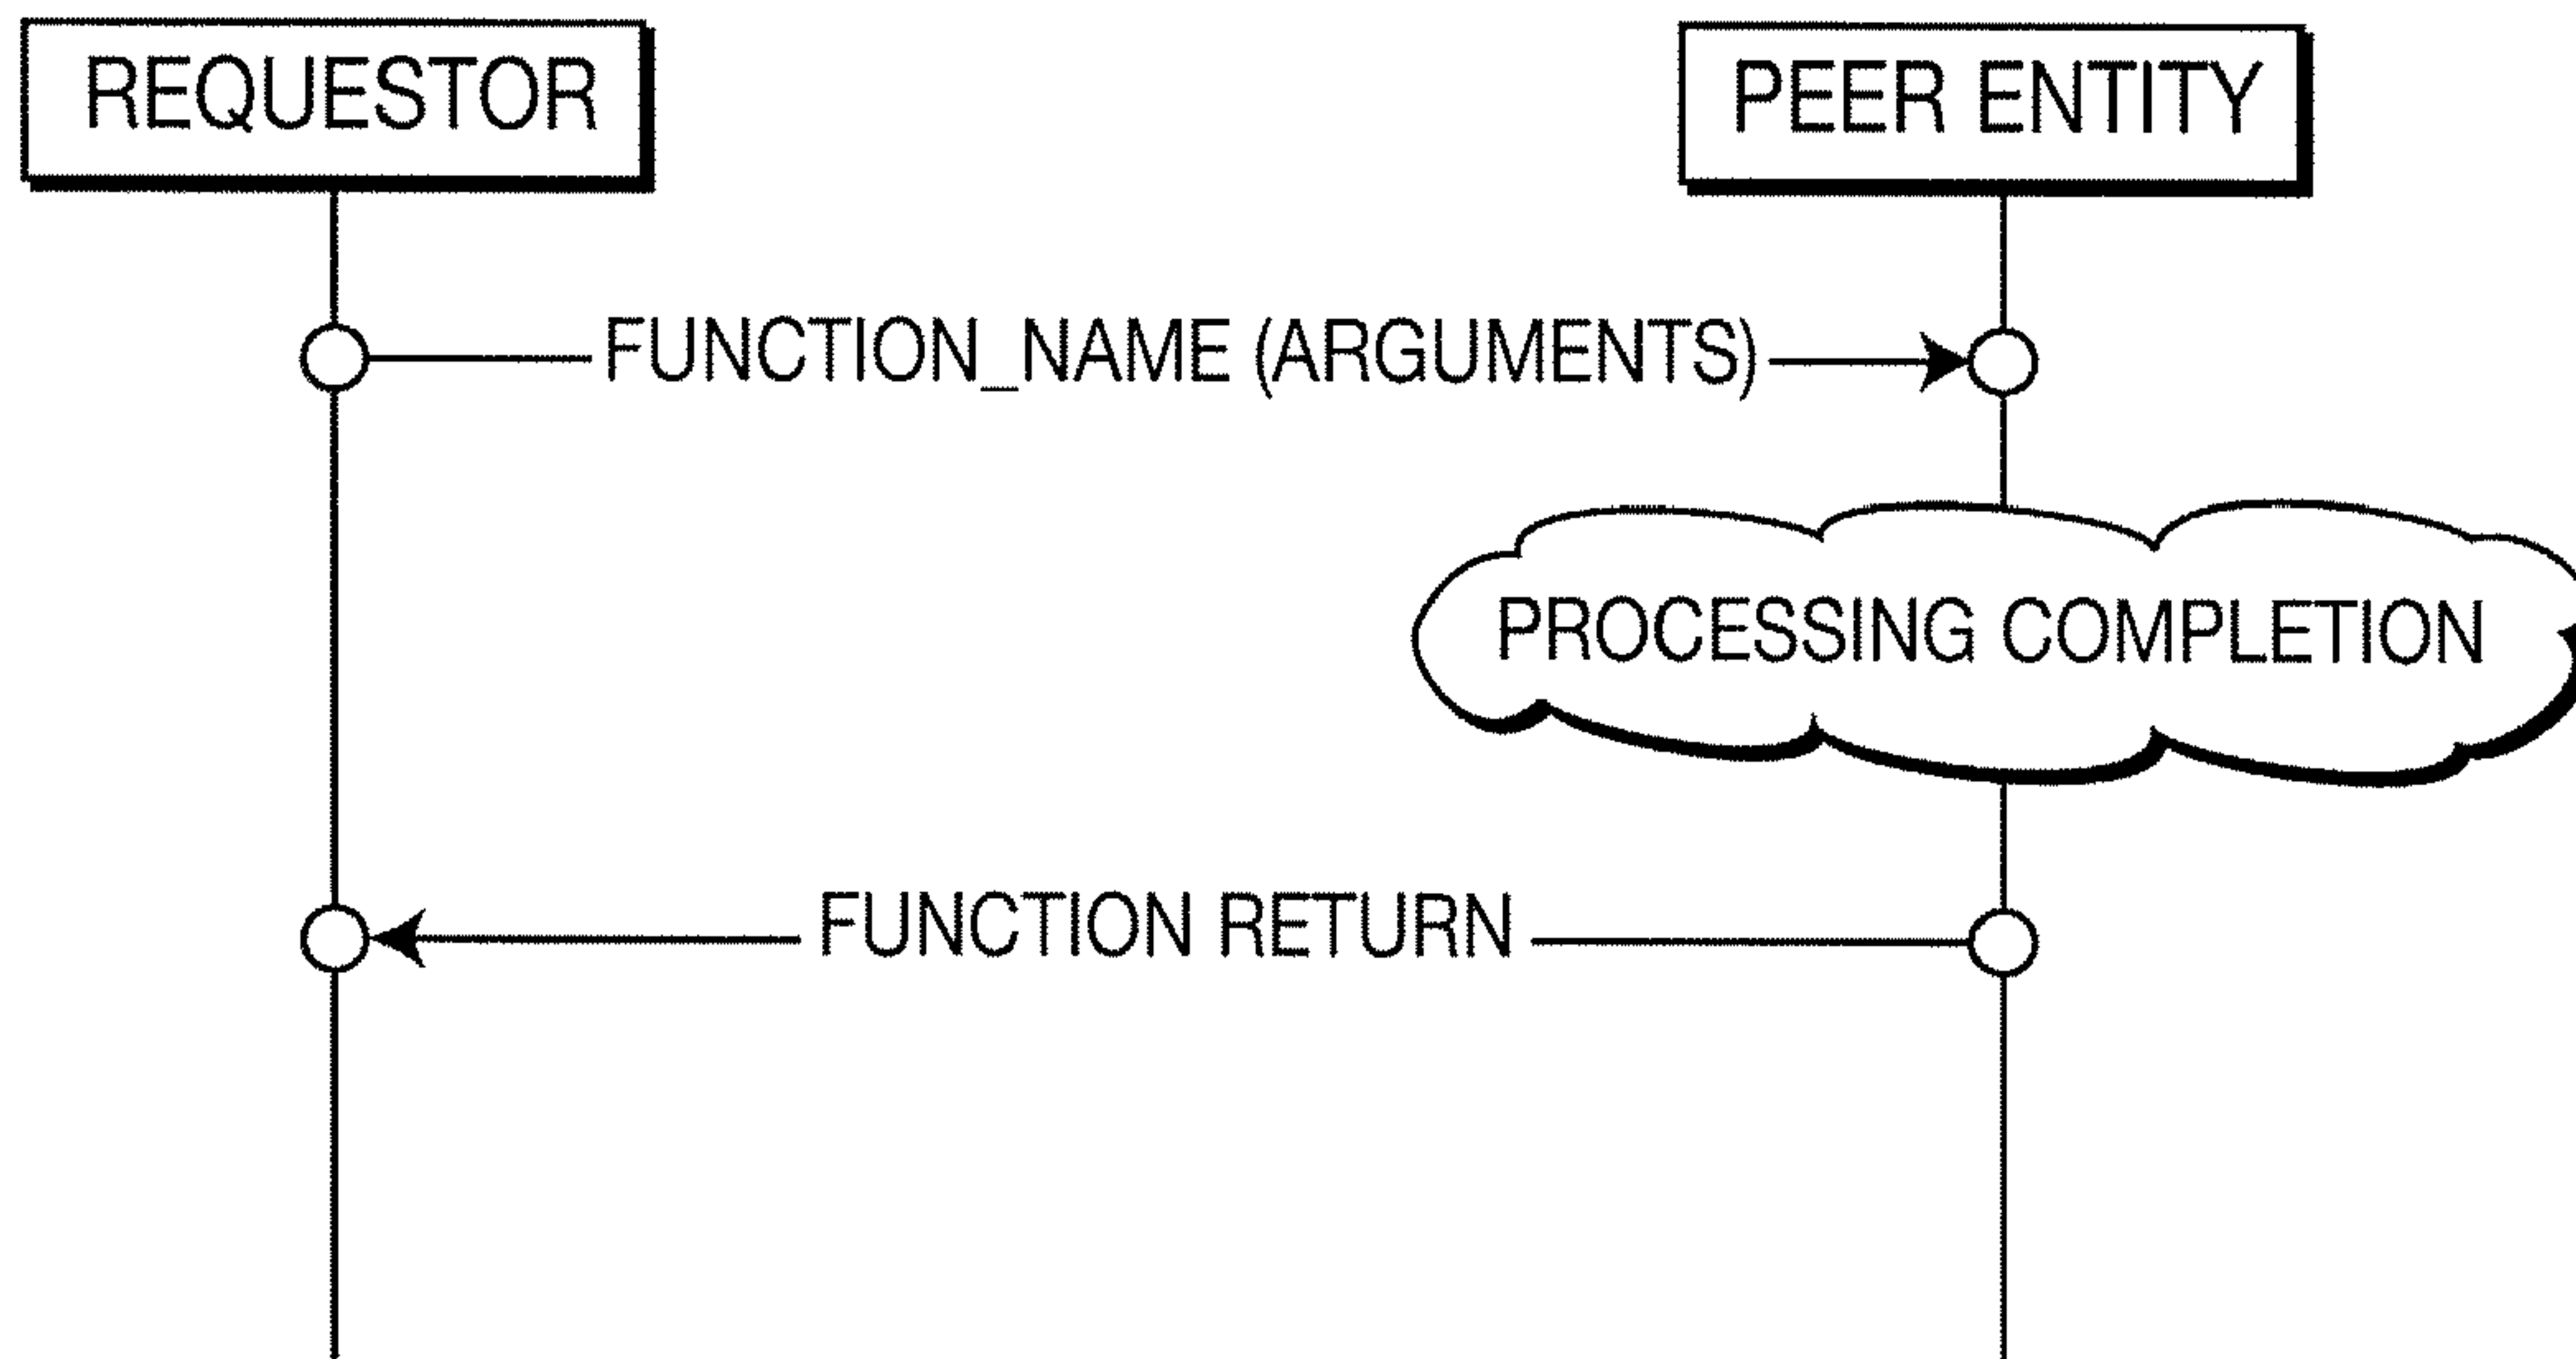 REQUESTOR
PEER ENTITY
FUNCTION_NAME (ARGUMENTS)
PROCESSING COMPLETION
FUNCTION RETURN